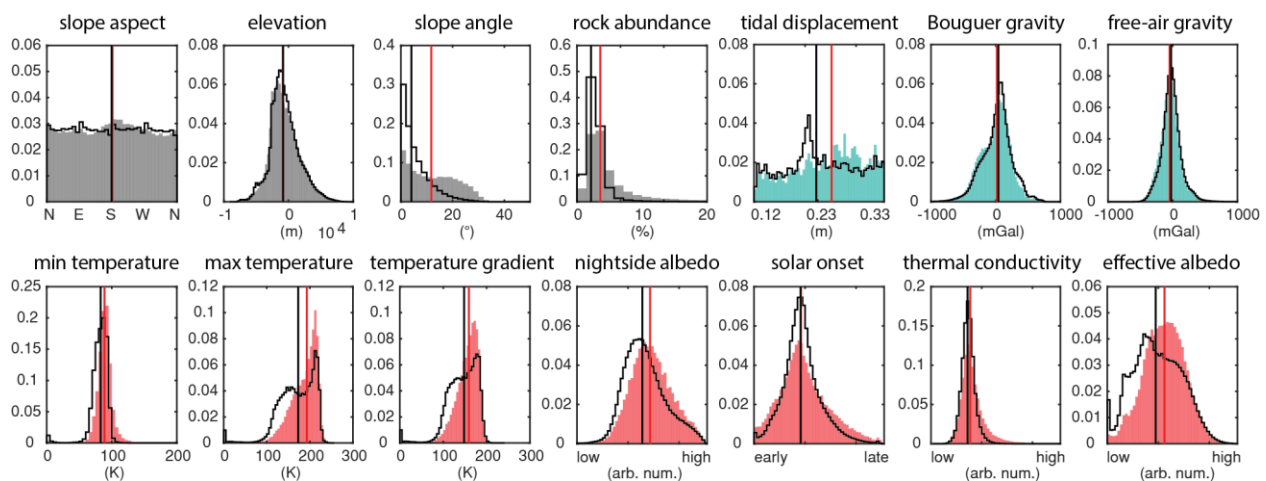 slope aspect elevation slope angle rock abundance tidal displacement Bouguer gravity free-air gravity
0.06 0.08 0.4 0.6 0.08 0.08 0.1
0.05 0.5 0.08
0.04 0.06 0.3 0.4 0.06 0.06 0.06
0.03 0.04 0.2 0.3 0.04 0.04 0.04
0.02 0.02 0.1 0.2 0.02 0.02 0.02
0.01 0.1
0 0 0 0 0 0 0
N E S W N -1 0 1 0 20 40 0 10 20 0.12 0.23 0.33 -1000 0 1000 -1000 0 1000
(m) 10^4 (°) (%) (m) (mGal) (mGal)
min temperature max temperature temperature gradient nightside albedo solar onset thermal conductivity effective albedo
0.25 0.12 0.12 0.08 0.08 0.2 0.06
0.20 0.10 0.10 0.05
0.15 0.08 0.08 0.06 0.06 0.15 0.04
0.10 0.06 0.06 0.04 0.04 0.1 0.03
0.04 0.04 0.02
0.05 0.02 0.02 0.02 0.02 0.05 0.01
0 0 0 0 0 0 0
0 100 200 0 100 200 300 0 100 200 300 low high early late low high low high
(K) (K) (K) (arb. num.) (arb. num.) (arb. num.)